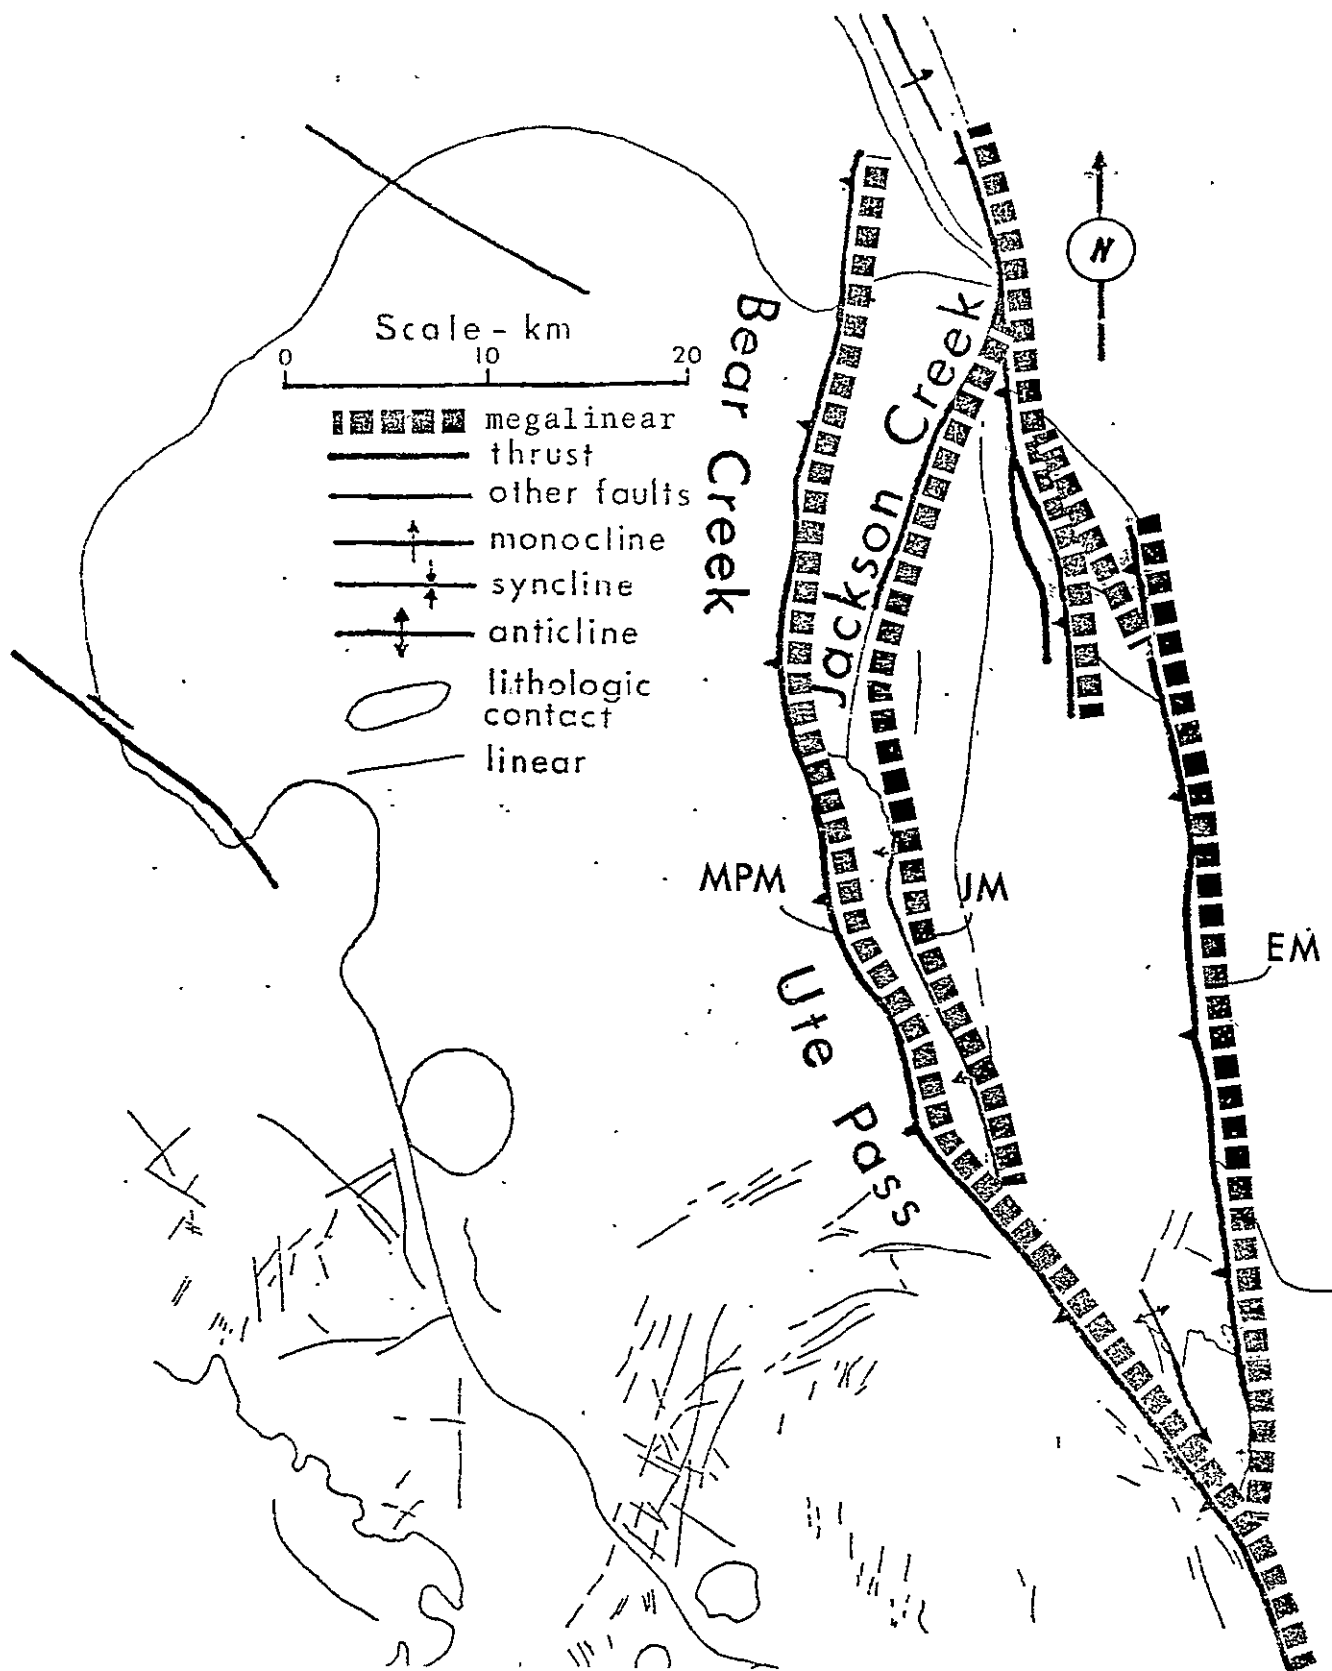 N
Scale - km
0 10 20
megalinear
thrust
other faults
monocline
syncline
anticline
lithologic
contact
linear
Bear Creek
Jackson Creek
MPM
JM
EM
Ute Pass